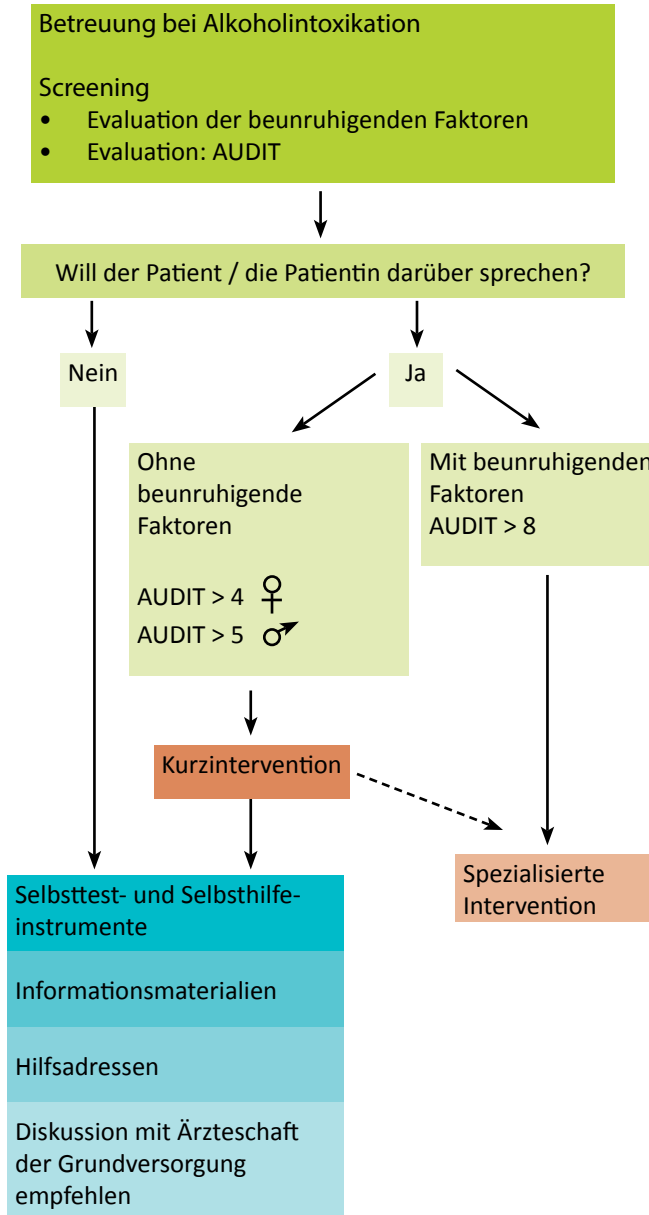 Betreuung bei Alkoholintoxikation
Screening
• Evaluation der beunruhigenden Faktoren
• Evaluation: AUDIT
Will der Patient / die Patientin darüber sprechen?
Nein
Ja
Ohne
beunruhigende
Faktoren
AUDIT > 4 ♀
AUDIT > 5 ♂
Mit beunruhigenden
Faktoren
AUDIT > 8
Kurzintervention
Spezialisierte
Intervention
Selbsttest- und Selbsthilfe-
instrumente
Informationsmaterialien
Hilfsadressen
Diskussion mit Ärzteschaft
der Grundversorgung
empfehlen